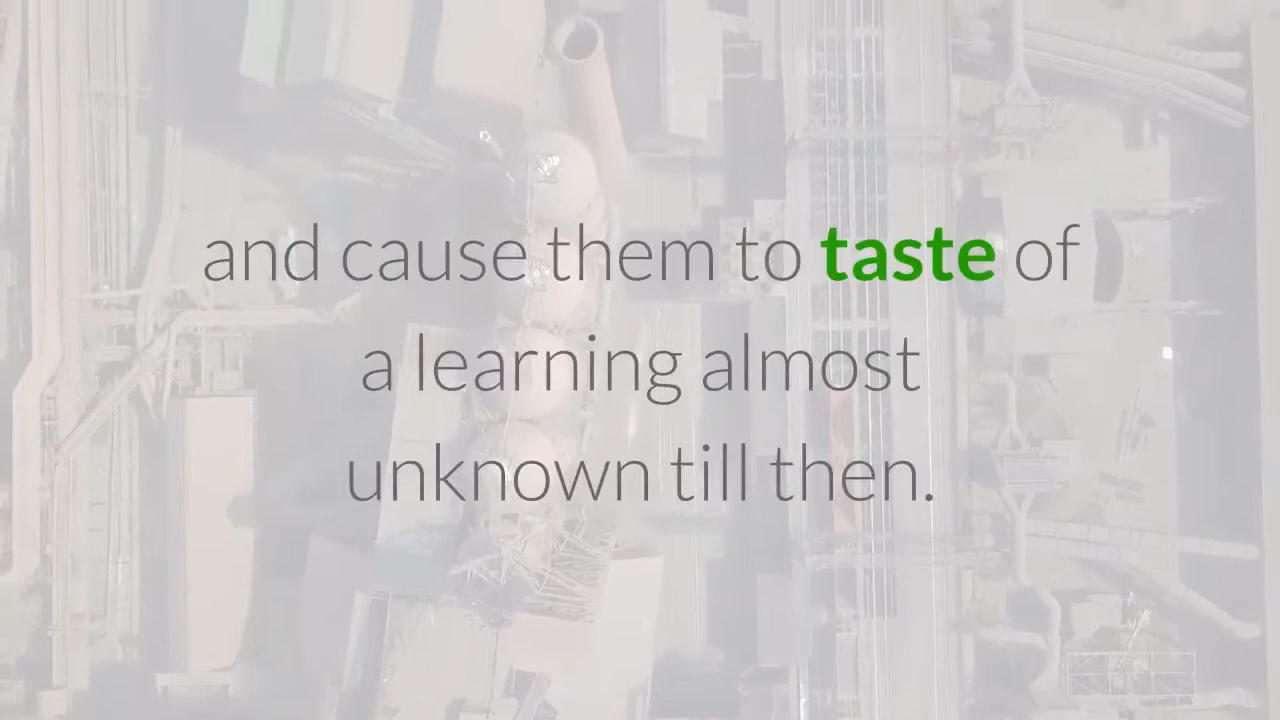 and cause them to taste of
a learning almost
unknown till then.